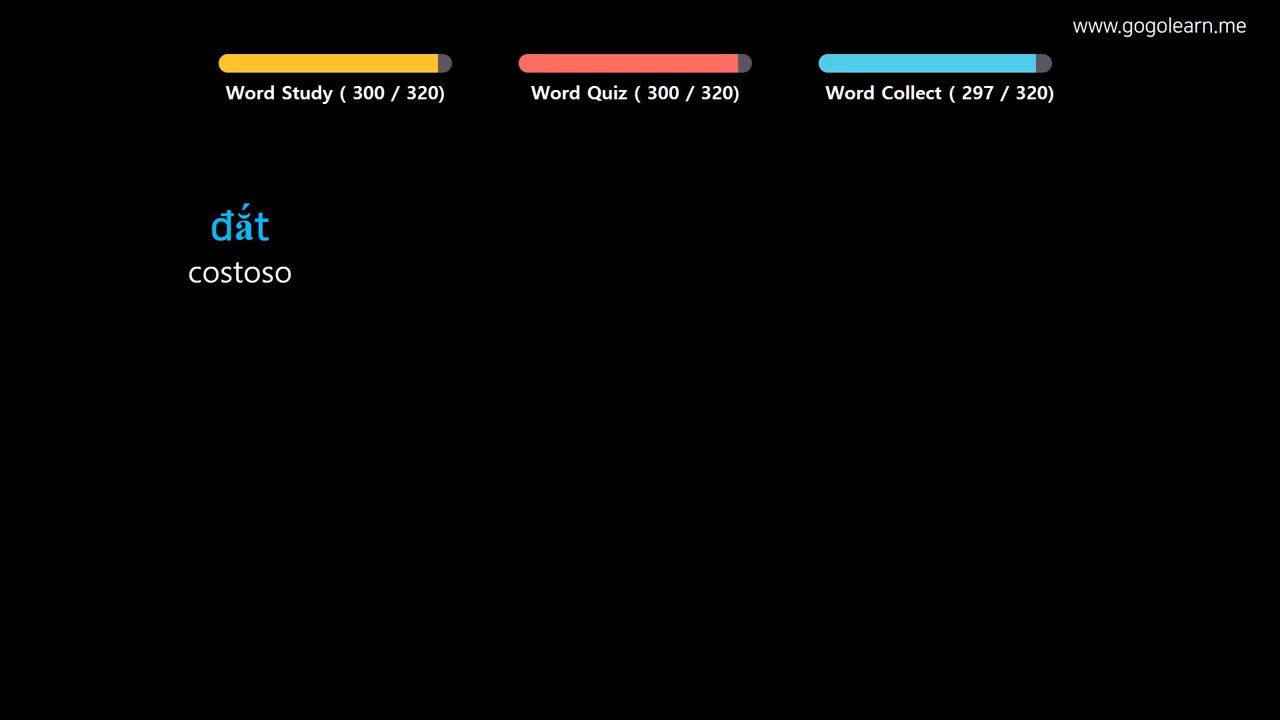 www.gogolearn.me
Word Study ( 300 / 320)
Word Quiz ( 300 / 320)
Word Collect ( 297 / 320)
đắt
costoso